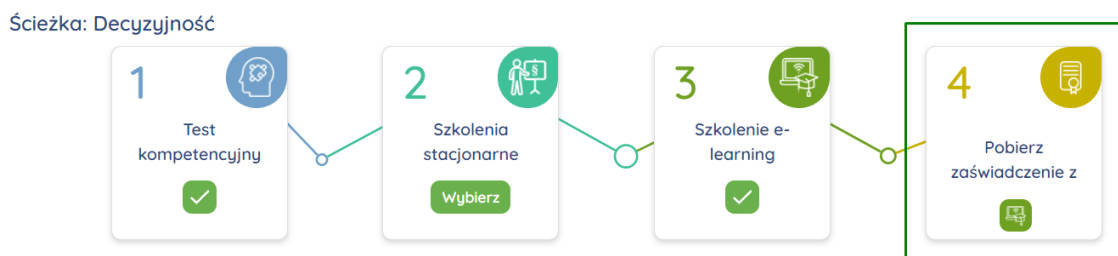 Ścieżka: Decyzyjność
1
Test
kompetencyjny
2
§
Szkolenia
stacjonarne
Wybierz
3
Szkolenie e-
learning
4
Pobierz
zaświadczenie z